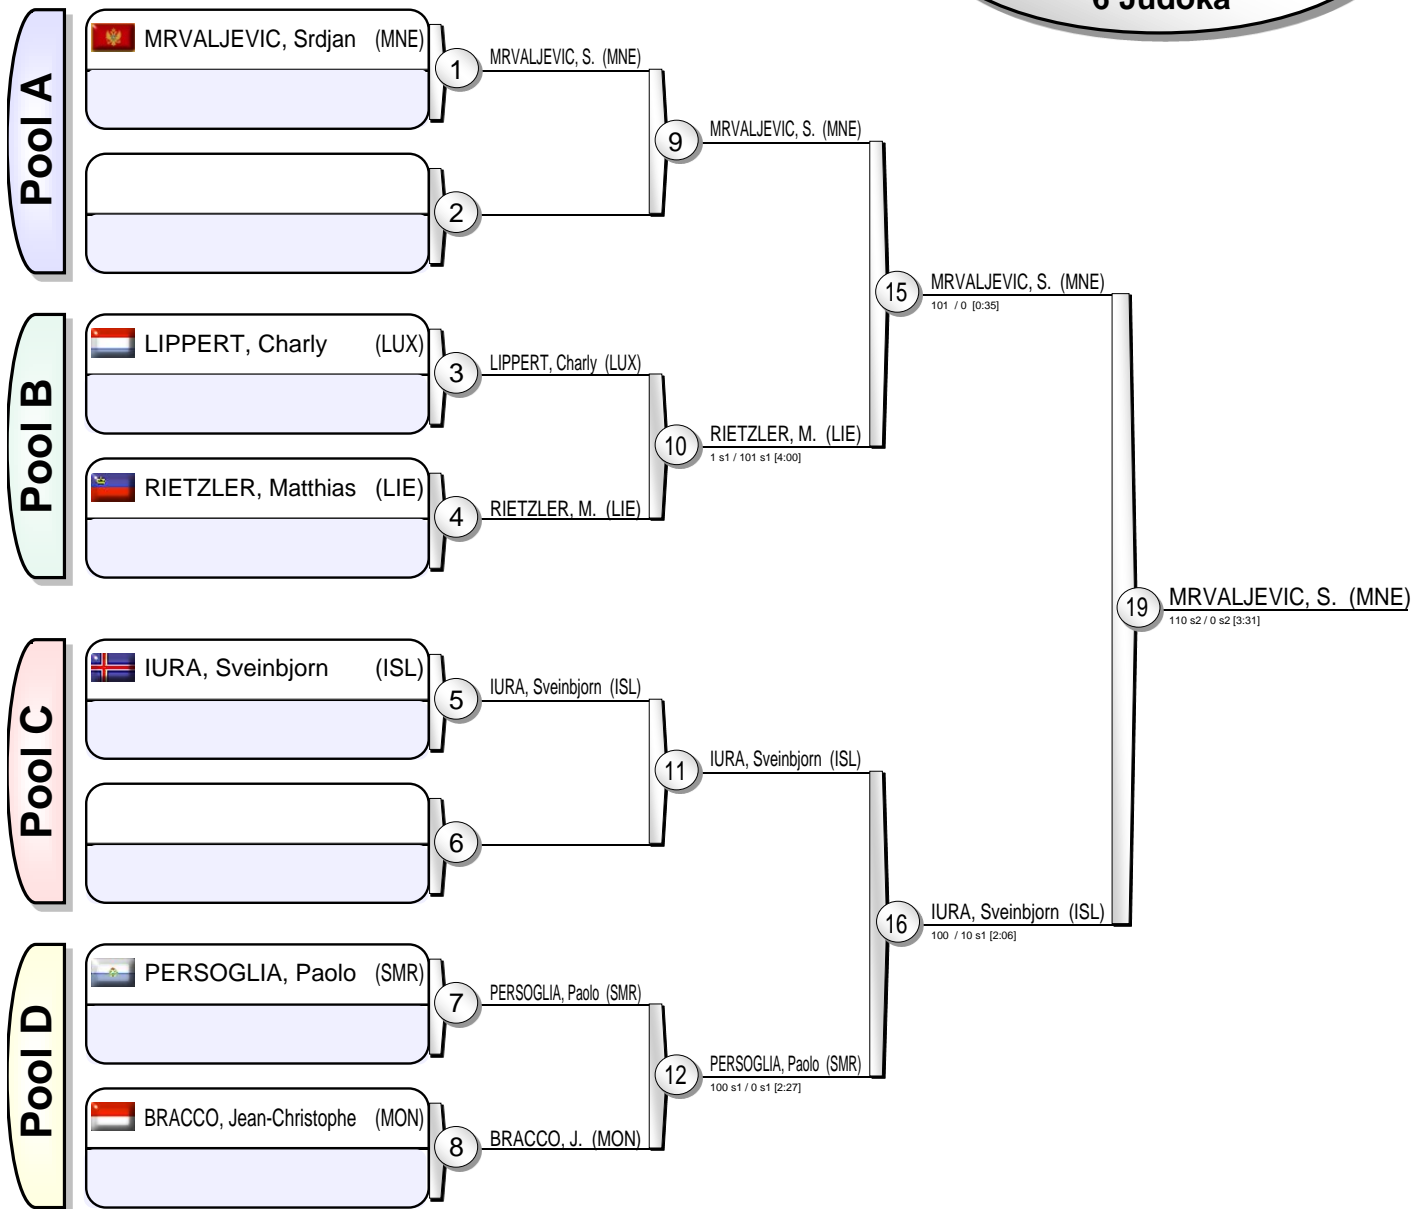 6 Judoka
Pool A
MRVALJEVIC, Srdjan (MNE)
1
MRVALJEVIC, S. (MNE)
2
9
MRVALJEVIC, S. (MNE)
Pool B
LIPPERT, Charly (LUX)
3
LIPPERT, Charly (LUX)
RIETZLER, Matthias (LIE)
4
RIETZLER, M. (LIE)
10
RIETZLER, M. (LIE)
1 s1 / 101 s1 [4:00]
15
MRVALJEVIC, S. (MNE)
101 / 0 [0:35]
Pool C
IURA, Sveinbjorn (ISL)
5
IURA, Sveinbjorn (ISL)
6
11
IURA, Sveinbjorn (ISL)
Pool D
PERSOGLIA, Paolo (SMR)
7
PERSOGLIA, Paolo (SMR)
BRACCO, Jean-Christophe (MON)
8
BRACCO, J. (MON)
12
PERSOGLIA, Paolo (SMR)
100 s1 / 0 s1 [2:27]
16
IURA, Sveinbjorn (ISL)
100 / 10 s1 [2:06]
19
MRVALJEVIC, S. (MNE)
110 s2 / 0 s2 [3:31]